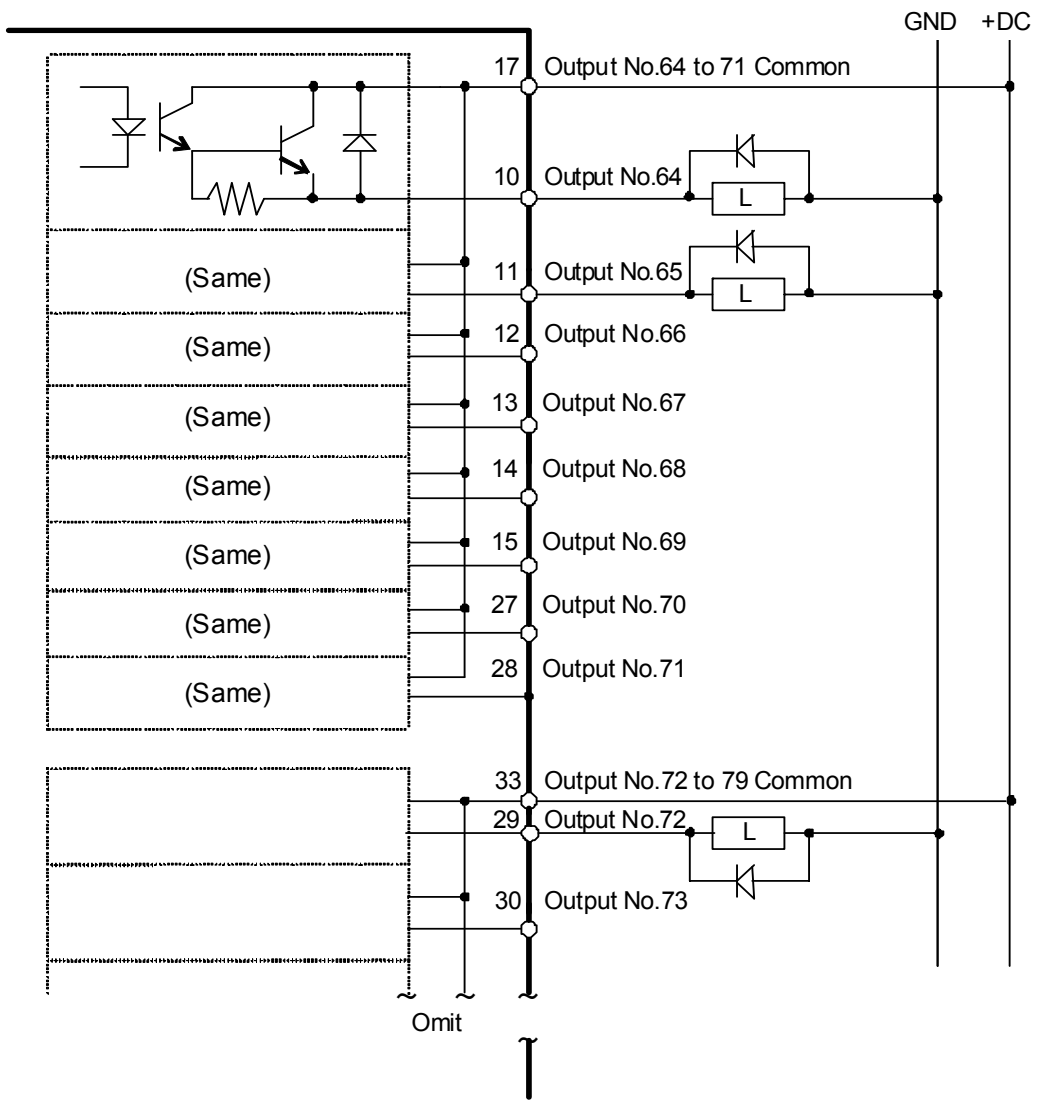 GND +DC
17 Output No.64 to 71 Common
10 Output No.64
L
(Same) 11 Output No.65
L
(Same) 12 Output No.66
(Same) 13 Output No.67
(Same) 14 Output No.68
(Same) 15 Output No.69
(Same) 27 Output No.70
(Same) 28 Output No.71
33 Output No.72 to 79 Common
29 Output No.72
L
30 Output No.73
Omit